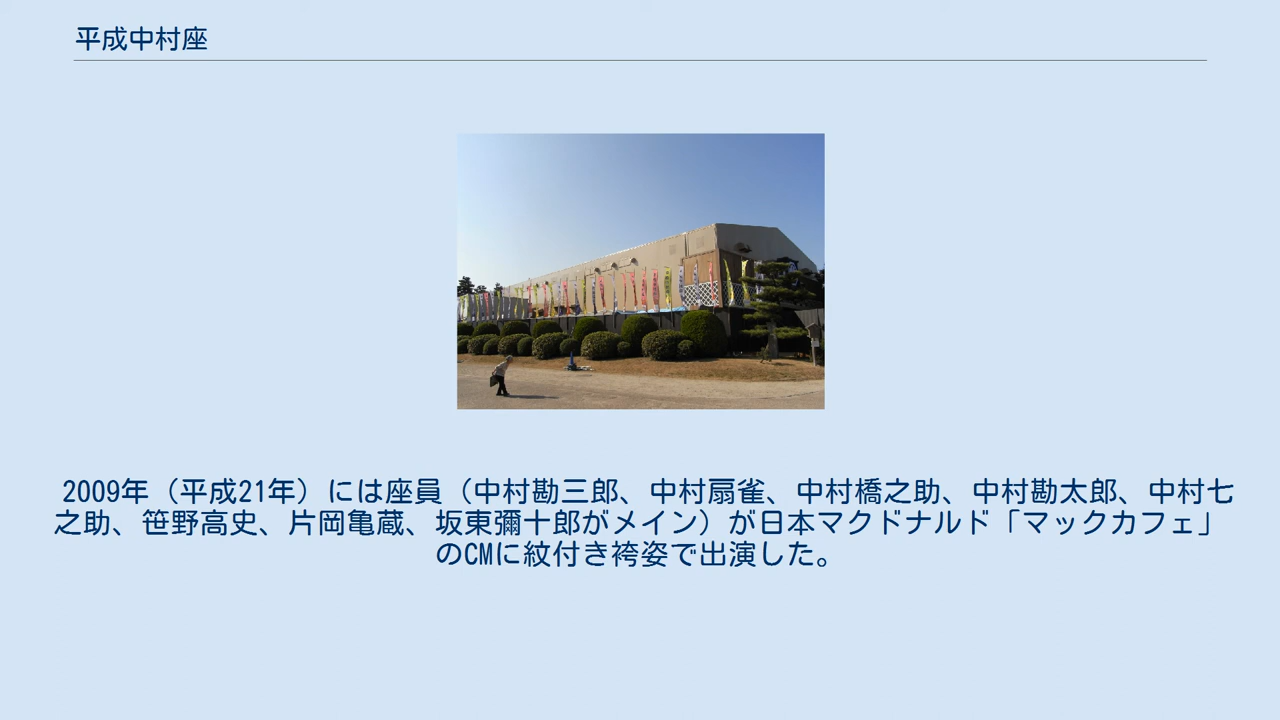 平成中村座
2009年（平成21年）には座員（中村勘三郎、中村扇雀、中村橋之助、中村勘太郎、中村七
之助、笹野高史、片岡亀蔵、坂東彌十郎がメイン）が日本マクドナルド「マックカフェ」
のCMに紋付き袴姿で出演した。